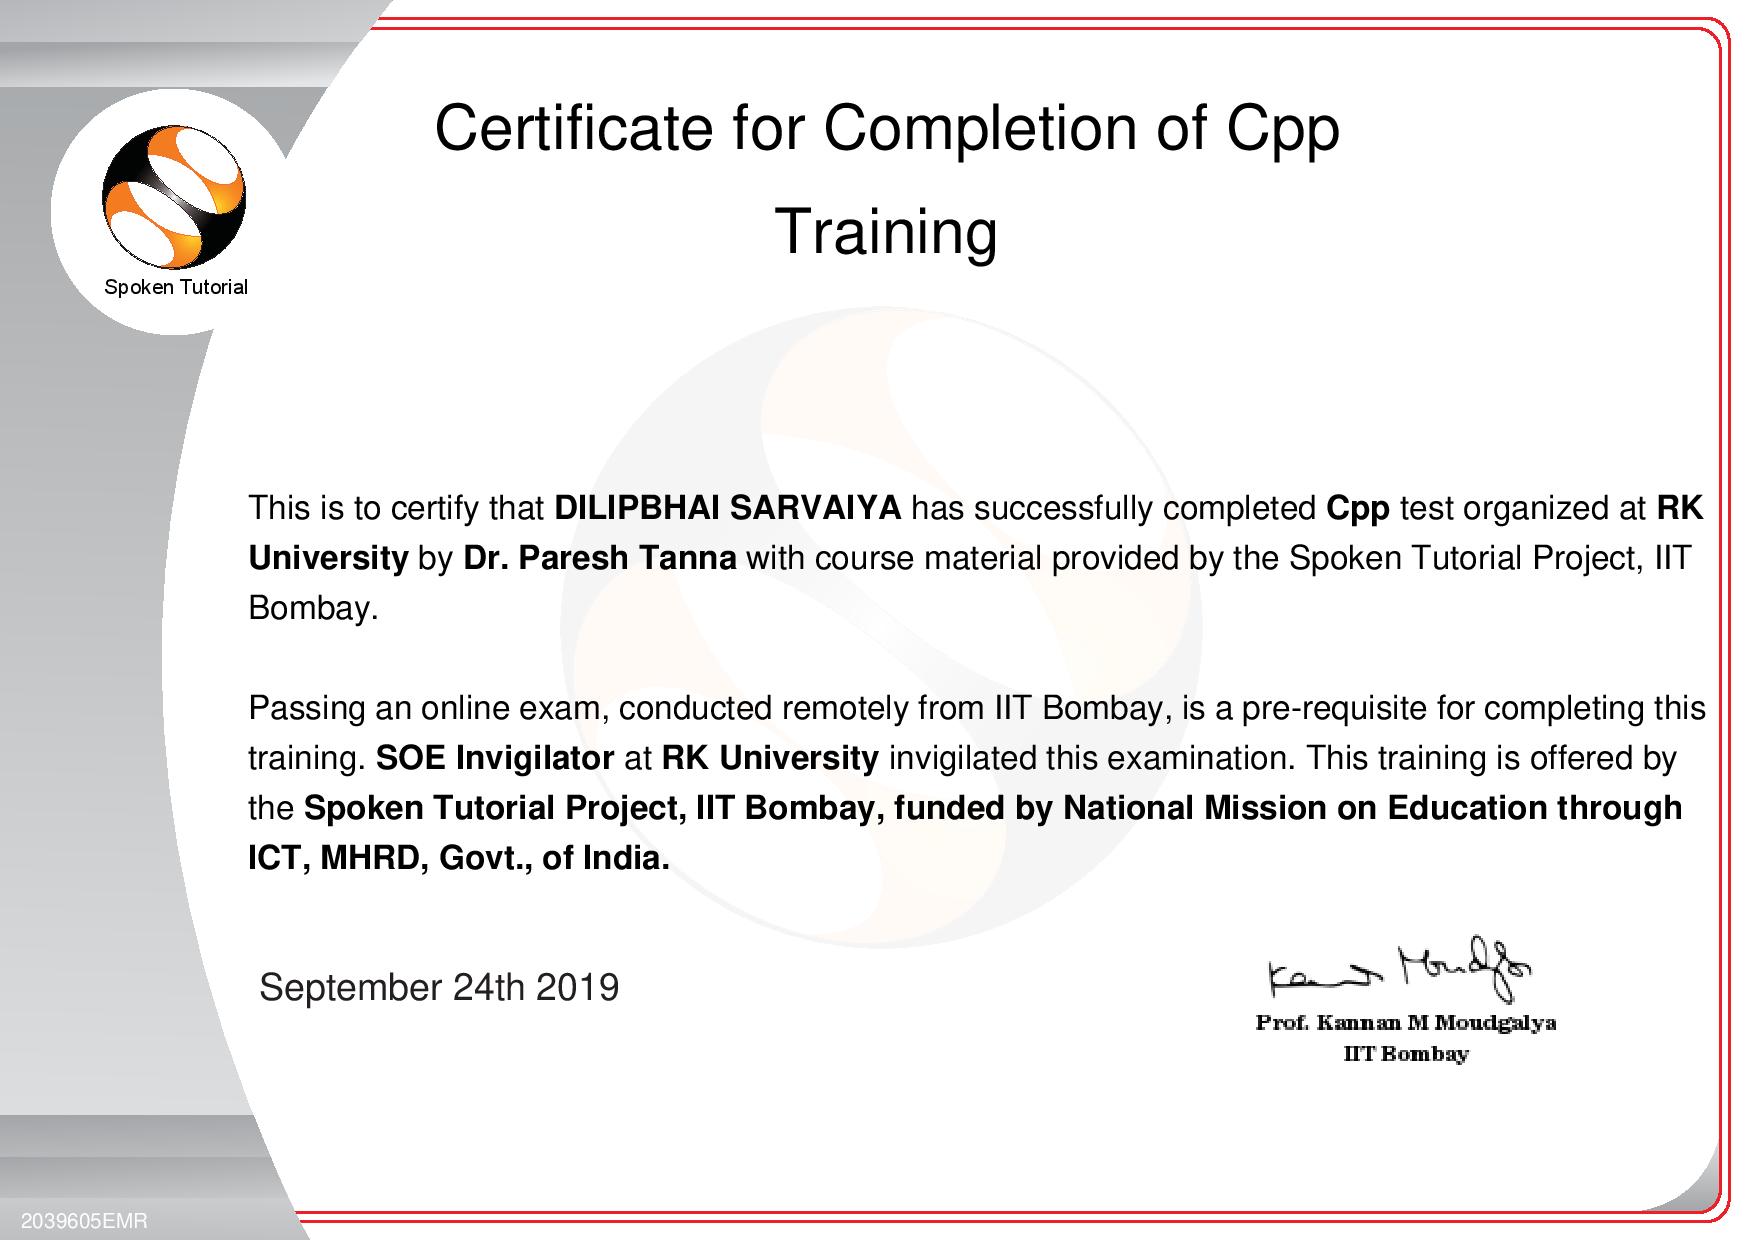 Certificate for Completion of Cpp
Training
Spoken Tutorial
This is to certify that DILIPBHAI SARVAIYA has successfully completed Cpp test organized at RK
University by Dr. Paresh Tanna with course material provided by the Spoken Tutorial Project, IIT
Bombay.
Passing an online exam, conducted remotely from IIT Bombay, is a pre-requisite for completing this
training. SOE Invigilator at RK University invigilated this examination. This training is offered by
the Spoken Tutorial Project, IIT Bombay, funded by National Mission on Education through
ICT, MHRD, Govt., of India.
September 24th 2019
Kannan Moudgalya
Prof. Kannan M Moudgalya
IIT Bombay
2039605EMR